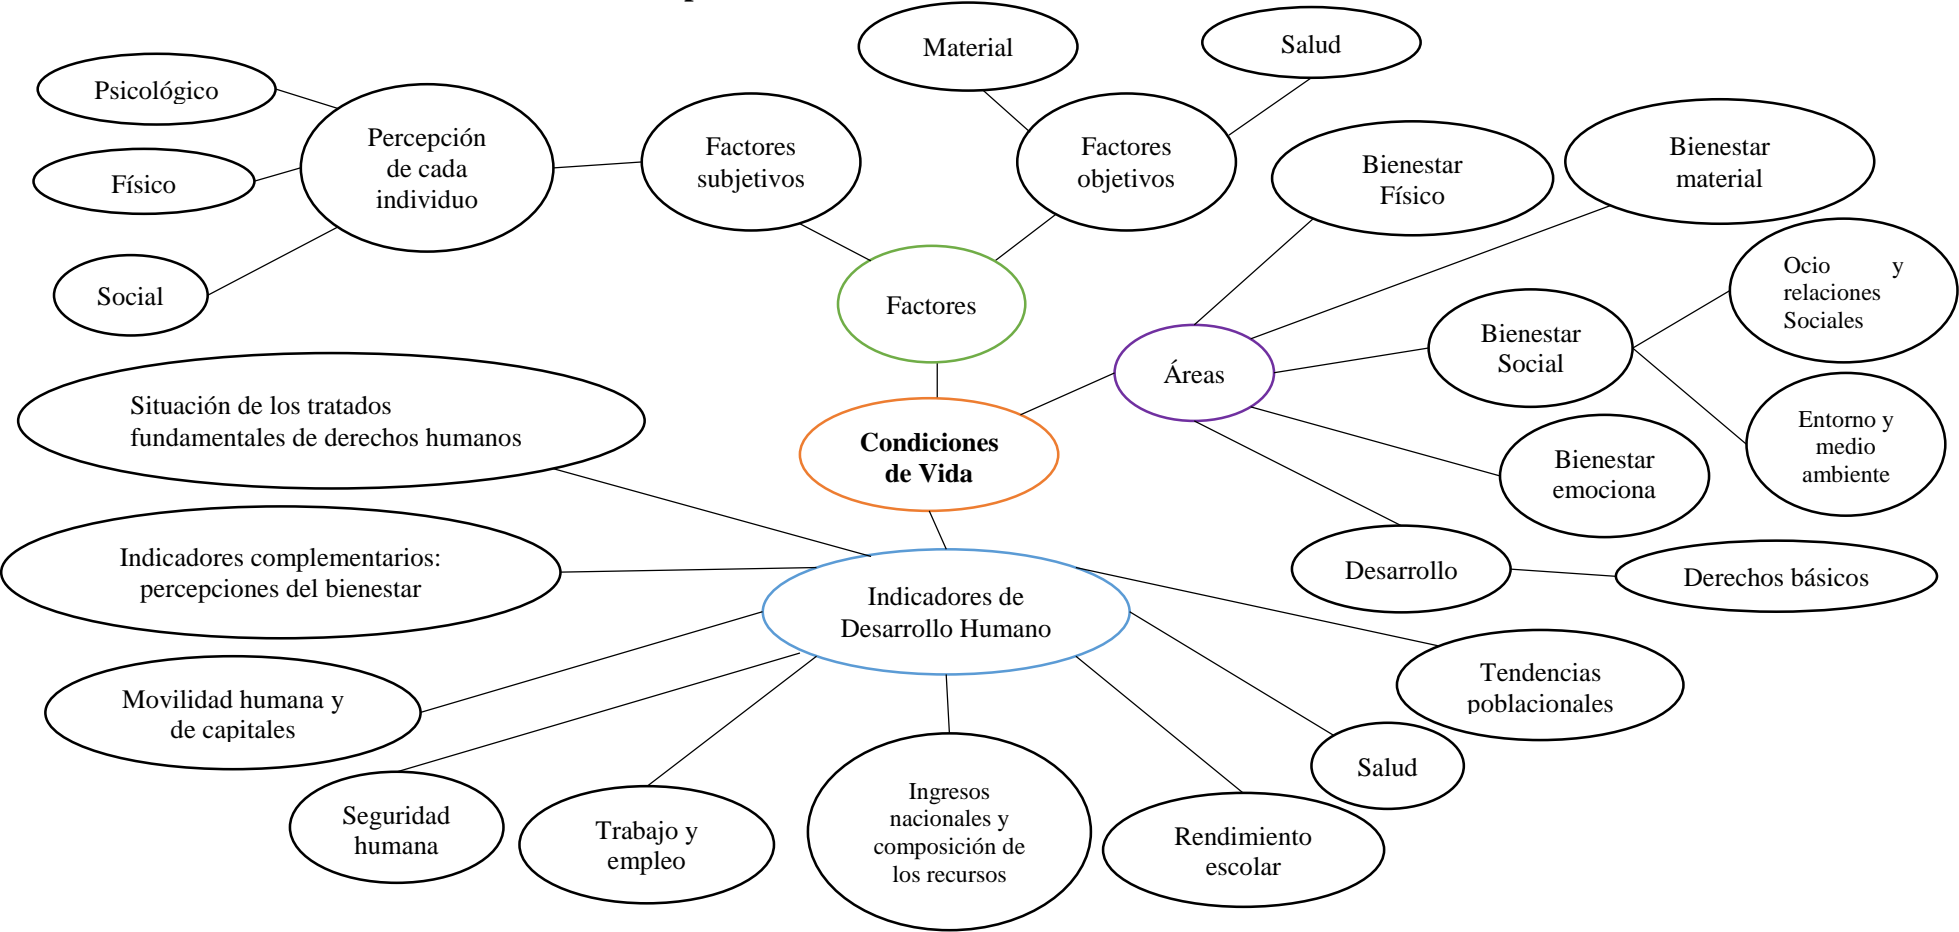 Material
Salud
Psicológico
Percepción
de cada
individuo
Factores
subjetivos
Factores
objetivos
Bienestar
Físico
Bienestar
material
Físico
Social
Factores
Ocio y
relaciones
Sociales
Bienestar
Social
Áreas
Situación de los tratados
fundamentales de derechos humanos
Condiciones
de Vida
Entorno y
medio
ambiente
Bienestar
emociona
Indicadores complementarios:
percepciones del bienestar
Desarrollo
Derechos básicos
Indicadores de
Desarrollo Humano
Tendencias
poblacionales
Movilidad humana y
de capitales
Salud
Seguridad
humana
Trabajo y
empleo
Ingresos
nacionales y
composición de
los recursos
Rendimiento
escolar